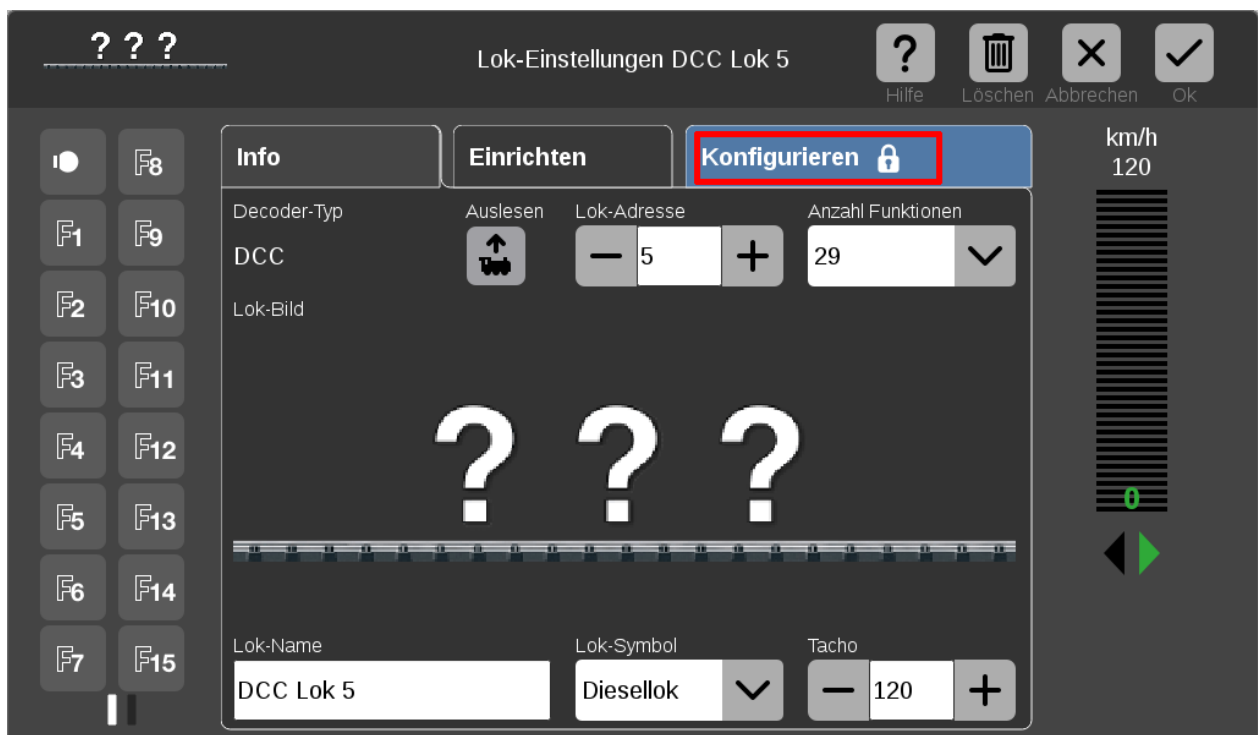 ? ? ?
Lok-Einstellungen DCC Lok 5
?
Hilfe
Löschen
Abbrechen
Ok
F8
F1
F9
F2
F10
F3
F11
F4
F12
F5
F13
F6
F14
F7
F15
Info
Einrichten
Konfigurieren
Decoder-Typ
Auslesen
Lok-Adresse
Anzahl Funktionen
DCC
5
29
Lok-Bild
? ? ?
Lok-Name
Lok-Symbol
Tacho
DCC Lok 5
Diesellok
120
km/h
120
0